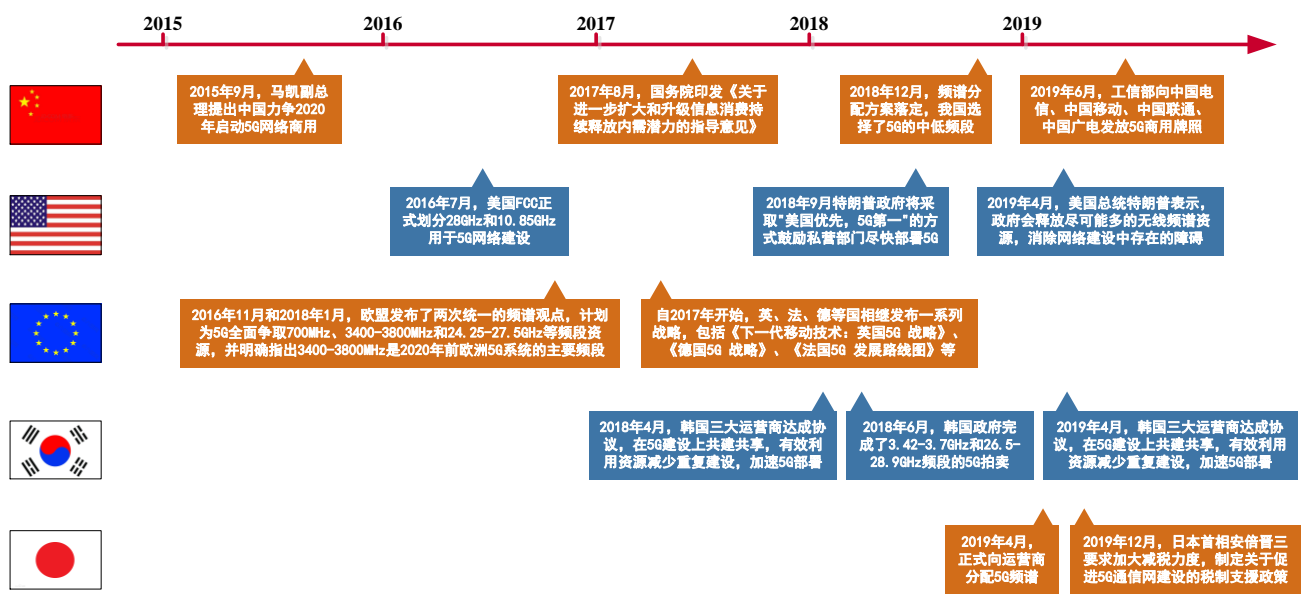 2015
2016
2017
2018
2019
2015年9月，马凯副总
理提出中国力争2020
年启动5G网络商用
2017年8月，国务院印发《关于
进一步扩大和升级信息消费持
续释放内需潜力的指导意见》
2018年12月，频谱分
配方案落定，我国选
择了5G的中低频段
2019年6月，工信部向中国电
信、中国移动、中国联通、
中国广电发放5G商用牌照
2016年7月，美国FCC正
式划分28GHz和10.85GHz
用于5G网络建设
2018年9月特朗普政府将采
取"美国优先，5G第一"的方
式鼓励私营部门尽快部署5G
2019年4月，美国总统特朗普表示，
政府会释放尽可能多的无线频谱资
源，消除网络建设中存在的障碍
2016年11月和2018年1月，欧盟发布了两次统一的频谱观点，计划
为5G全面争取700MHz、3400-3800MHz和24.25-27.5GHz等频段资
源，并明确指出3400-3800MHz是2020年前欧洲5G系统的主要频段
自2017年开始，英、法、德等国相继发布一系列
战略，包括《下一代移动技术：英国5G 战略》、
《德国5G 战略》、《法国5G 发展路线图》等
2018年4月，韩国三大运营商达成协
议，在5G建设上共建共享，有效利
用资源减少重复建设，加速5G部署
2018年6月，韩国政府完
成了3.42-3.7GHz和26.5-
28.9GHz频段的5G拍卖
2019年4月，韩国三大运营商达成协
议，在5G建设上共建共享，有效利用
资源减少重复建设，加速5G部署
2019年4月，
正式向运营商
分配5G频谱
2019年12月，日本首相安倍晋三
要求加大减税力度，制定关于促
进5G通信网建设的税制支援政策